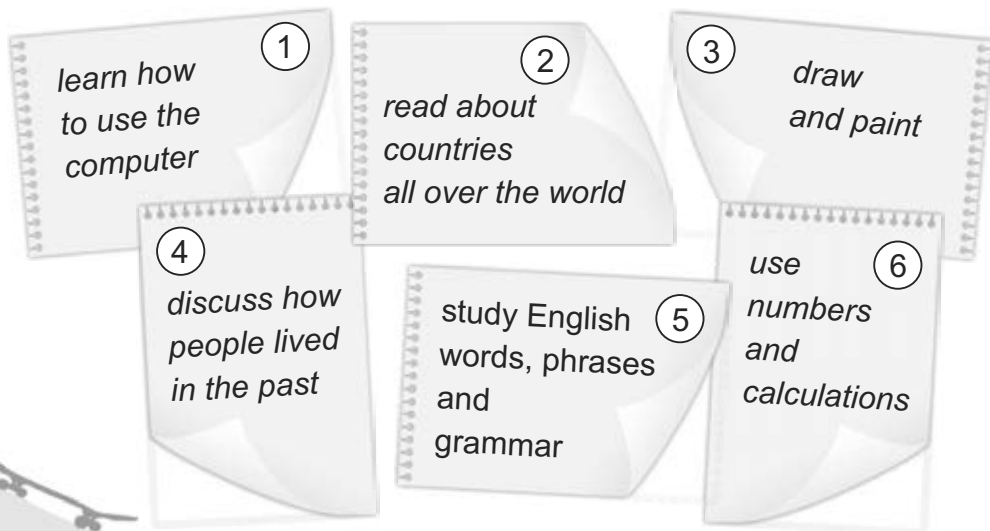 1
learn how
to use the
computer
2
read about
countries
all over the world
3
draw
and paint
4
discuss how
people lived
in the past
5
study English
words, phrases
and
grammar
6
use
numbers
and
calculations